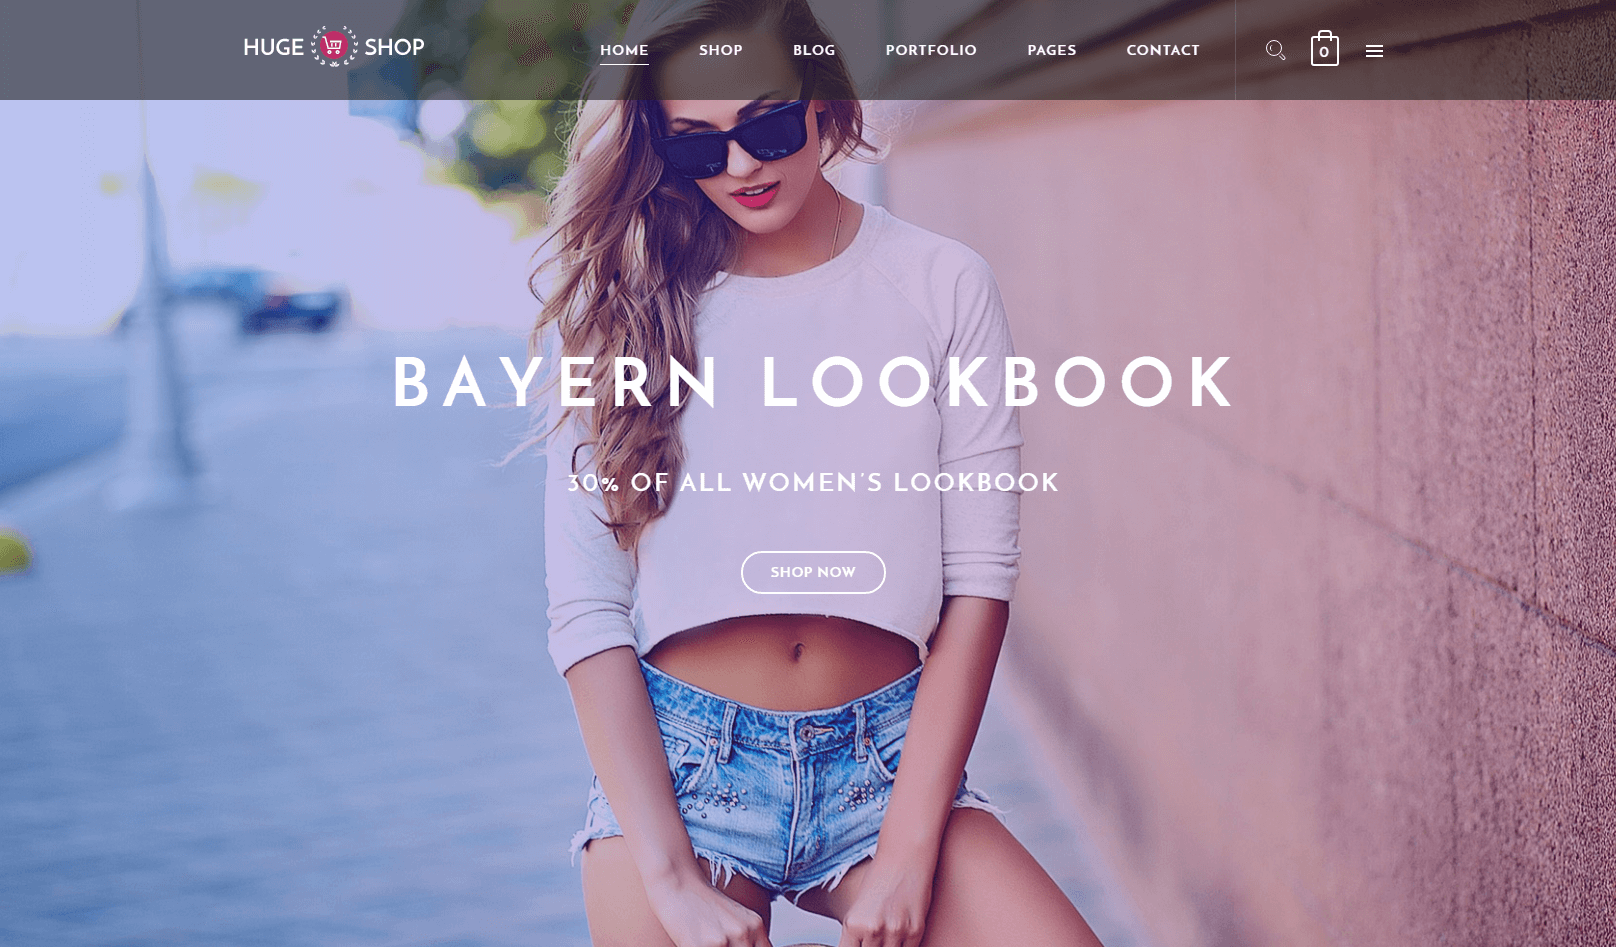 HUGE SHOP
HOME SHOP BLOG PORTFOLIO PAGES CONTACT 0
BAYERN LOOKBOOK
30% OF ALL WOMEN'S LOOKBOOK
SHOP NOW